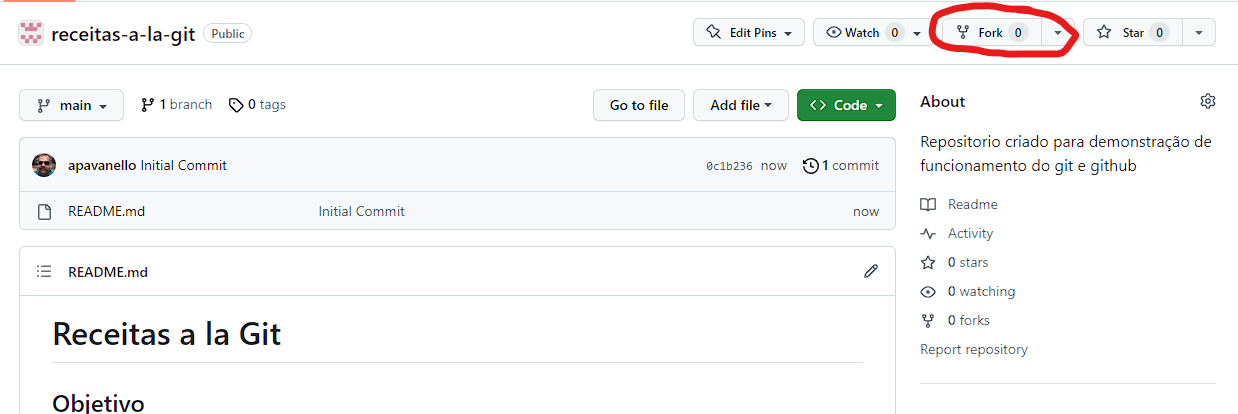 receitas-a-la-git Public Edit Pins Watch 0 Fork 0 Star 0
main 1 branch 0 tags Go to file Add file <> Code
apavanello Initial Commit 0c1b236 now 1 commit
README.md Initial Commit now
README.md
Receitas a la Git
Objetivo
About
Repositorio criado para demonstração de
funcionamento do git e github
Readme
Activity
0 stars
0 watching
0 forks
Report repository